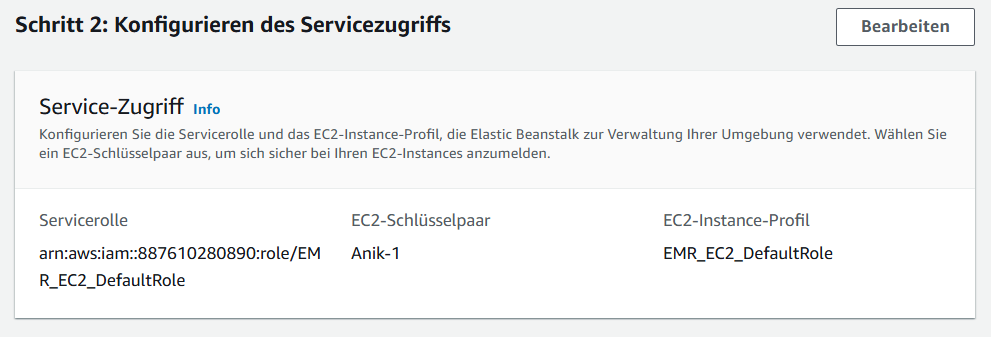 Schritt 2: Konfigurieren des Servicezugriffs
Bearbeiten
Service-Zugriff Info
Konfigurieren Sie die Servicerolle und das EC2-Instance-Profil, die Elastic Beanstalk zur Verwaltung Ihrer Umgebung verwendet. Wählen Sie
ein EC2-Schlüsselpaar aus, um sich sicher bei Ihren EC2-Instances anzumelden.
Servicerolle
arn:aws:iam::887610280890:role/EM
R_EC2_DefaultRole
EC2-Schlüsselpaar
Anik-1
EC2-Instance-Profil
EMR_EC2_DefaultRole